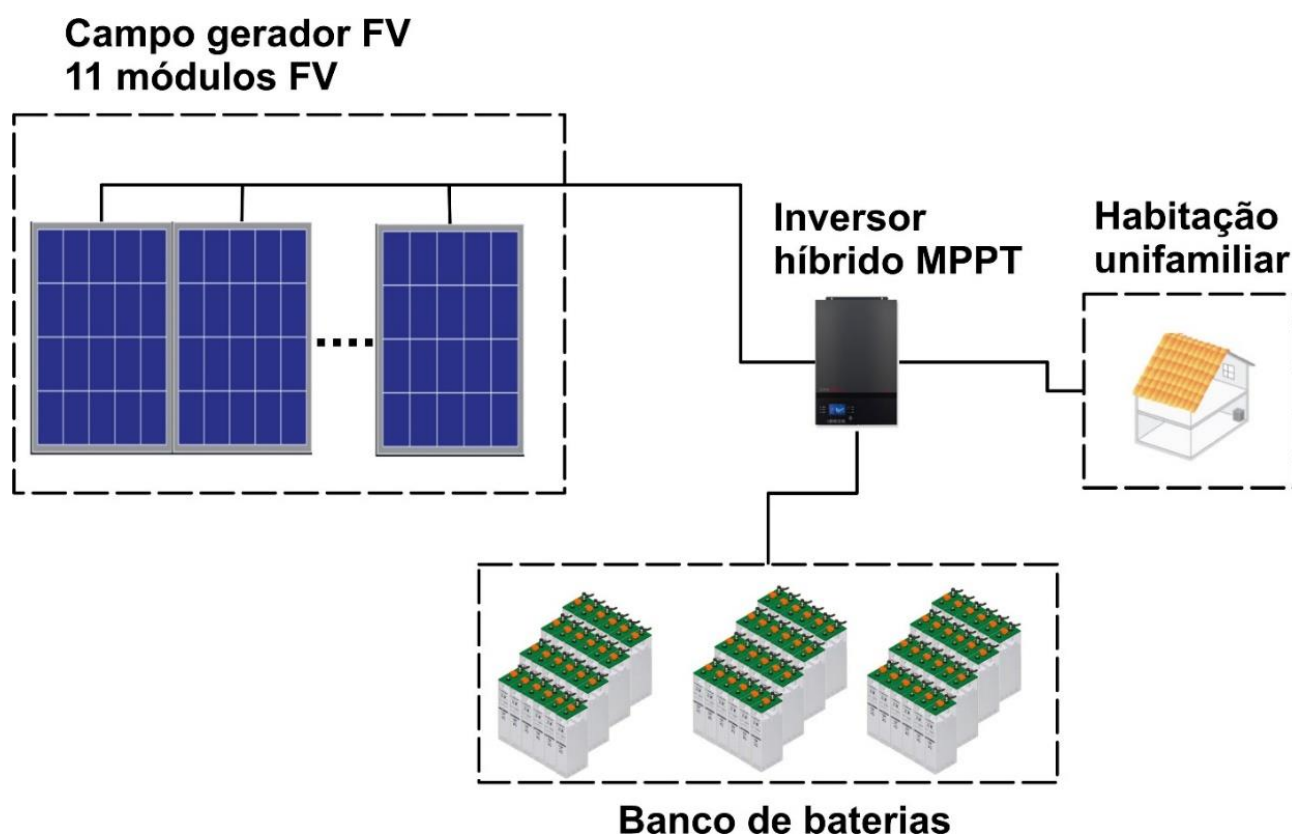 Campo gerador FV
11 módulos FV
Inversor
híbrido MPPT
Habitação
unifamiliar
Banco de baterias